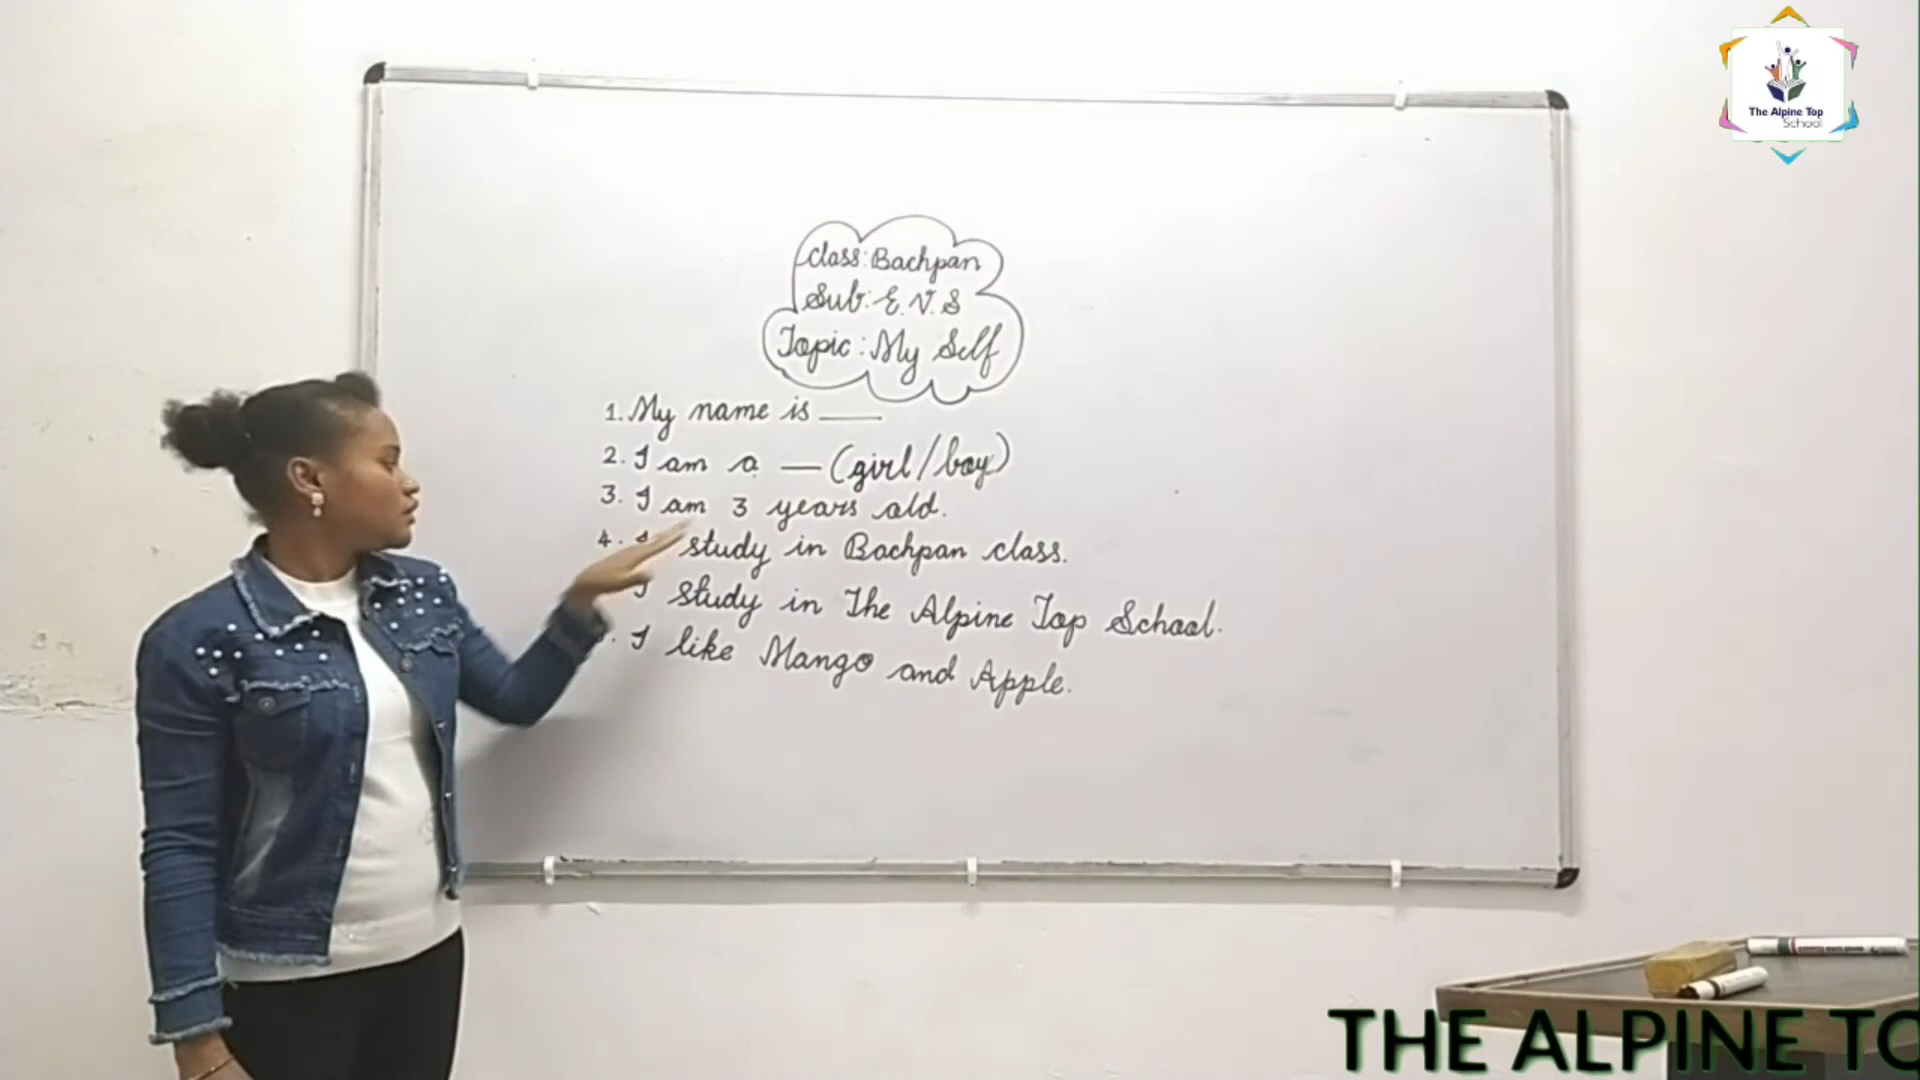 The Alpine Top
School
Class: Bachpan
Sub: E.V.S
Topic: My Self
1. My name is ____
2. I am a __ (girl/boy)
3. I am 3 years old.
4. I study in Bachpan class.
I study in The Alpine Top School.
. I like Mango and Apple.
THE ALPINE TO